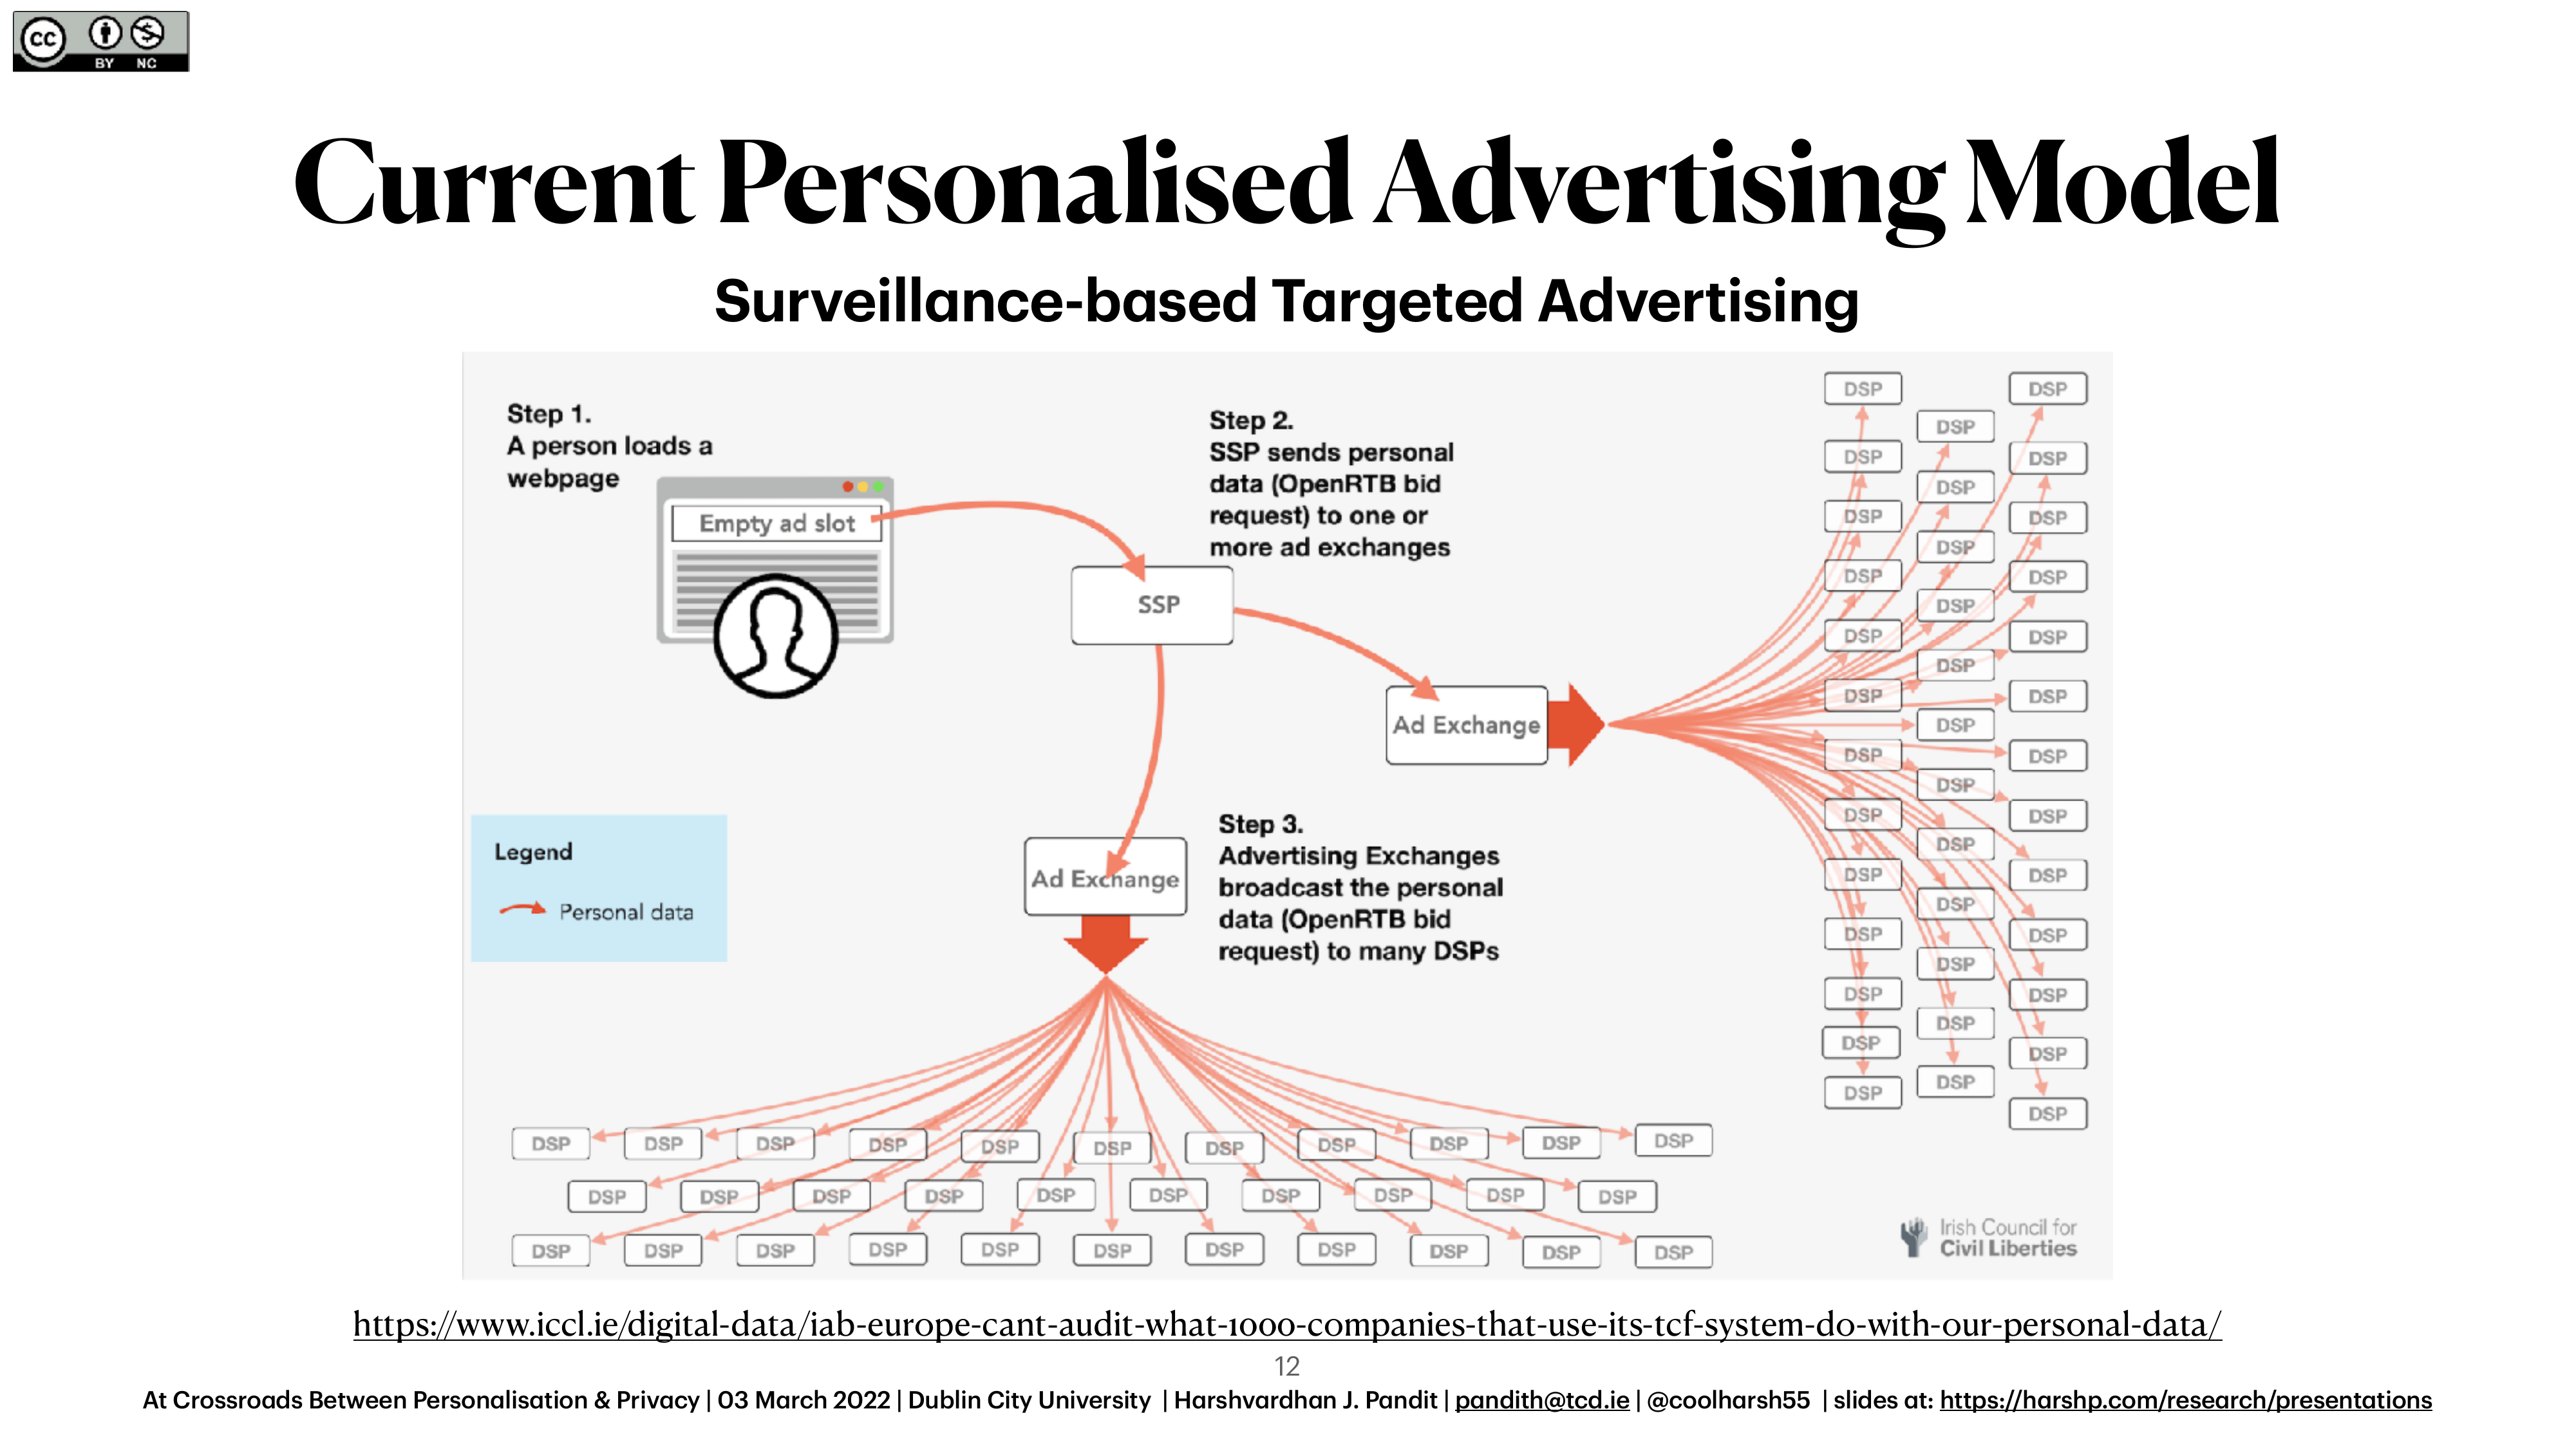 CC BY NC
Current Personalised Advertising Model
Surveillance-based Targeted Advertising
Step 1.
A person loads a
webpage
Empty ad slot
Step 2.
SSP sends personal
data (OpenRTB bid
request) to one or
more ad exchanges
SSP
Ad Exchange
Ad Exchange
Step 3.
Advertising Exchanges
broadcast the personal
data (OpenRTB bid
request) to many DSPs
Legend
Personal data
DSP DSP
DSP
DSP DSP
DSP
DSP DSP
DSP
DSP DSP
DSP
DSP DSP
DSP
DSP DSP
DSP
DSP DSP
DSP
DSP DSP
DSP
DSP DSP
DSP
DSP DSP
DSP
DSP DSP
DSP
DSP DSP
DSP
DSP DSP
DSP DSP DSP DSP DSP DSP DSP DSP DSP DSP DSP
DSP DSP DSP DSP DSP DSP DSP DSP DSP DSP
DSP DSP DSP DSP DSP DSP DSP DSP DSP DSP DSP
Irish Council for
Civil Liberties
https://www.iccl.ie/digital-data/iab-europe-cant-audit-what-1000-companies-that-use-its-tcf-system-do-with-our-personal-data/
12
At Crossroads Between Personalisation & Privacy | 03 March 2022 | Dublin City University | Harshvardhan J. Pandit | pandith@tcd.ie | @coolharsh55 | slides at: https://harshp.com/research/presentations